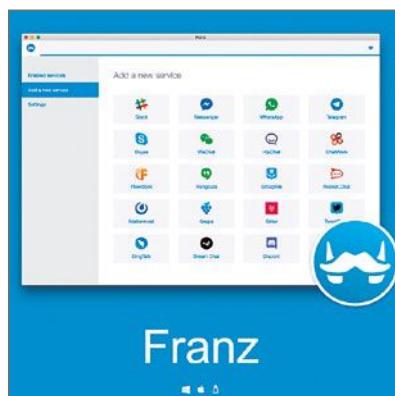 Franz
Enabled services
Add a new service
Add a new service
Settings
Slack
Messenger
WhatsApp
Telegram
Skype
WeChat
HipChat
ChatWork
Flowdock
Hangouts
GroupMe
Rocket.Chat
Mattermost
Grape
Gitter
DingTalk
Steam Chat
Discord
Franz